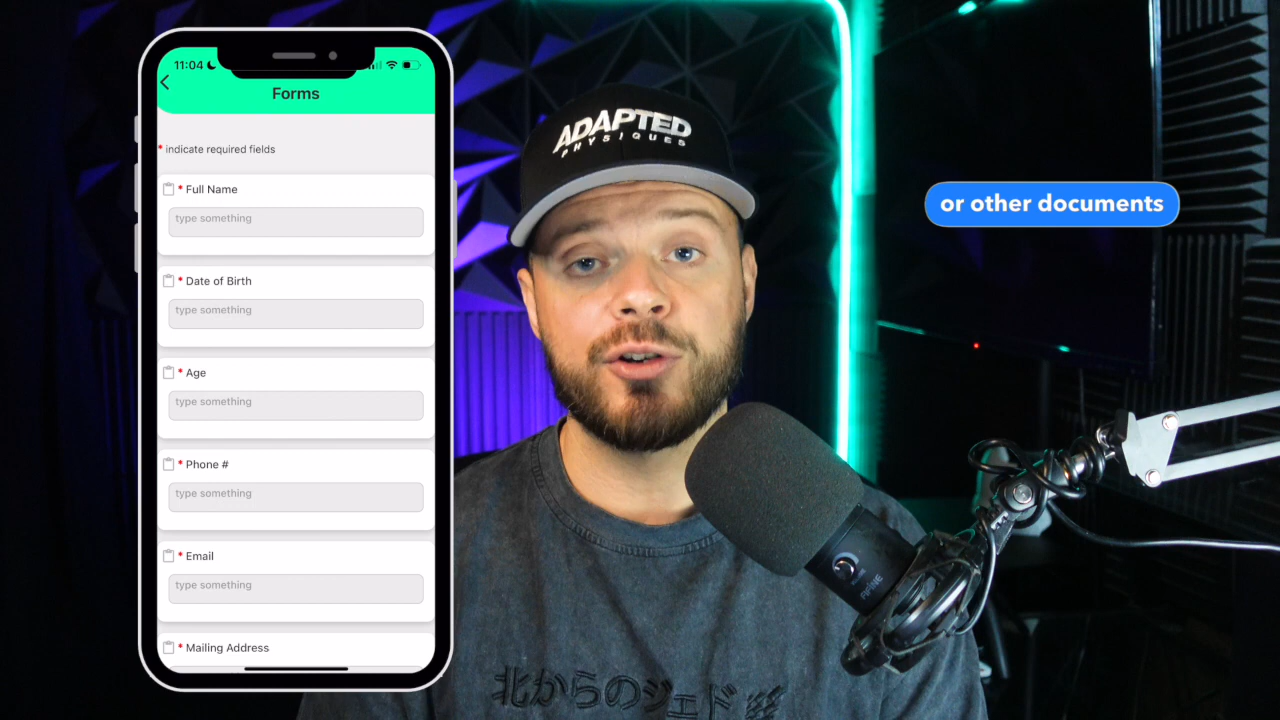 11:04
Forms
* indicate required fields
* Full Name
type something
* Date of Birth
type something
* Age
type something
* Phone #
type something
* Email
type something
* Mailing Address
ADAPTED
PHYSIQUES
or other documents
FIFINE
北からのジェド